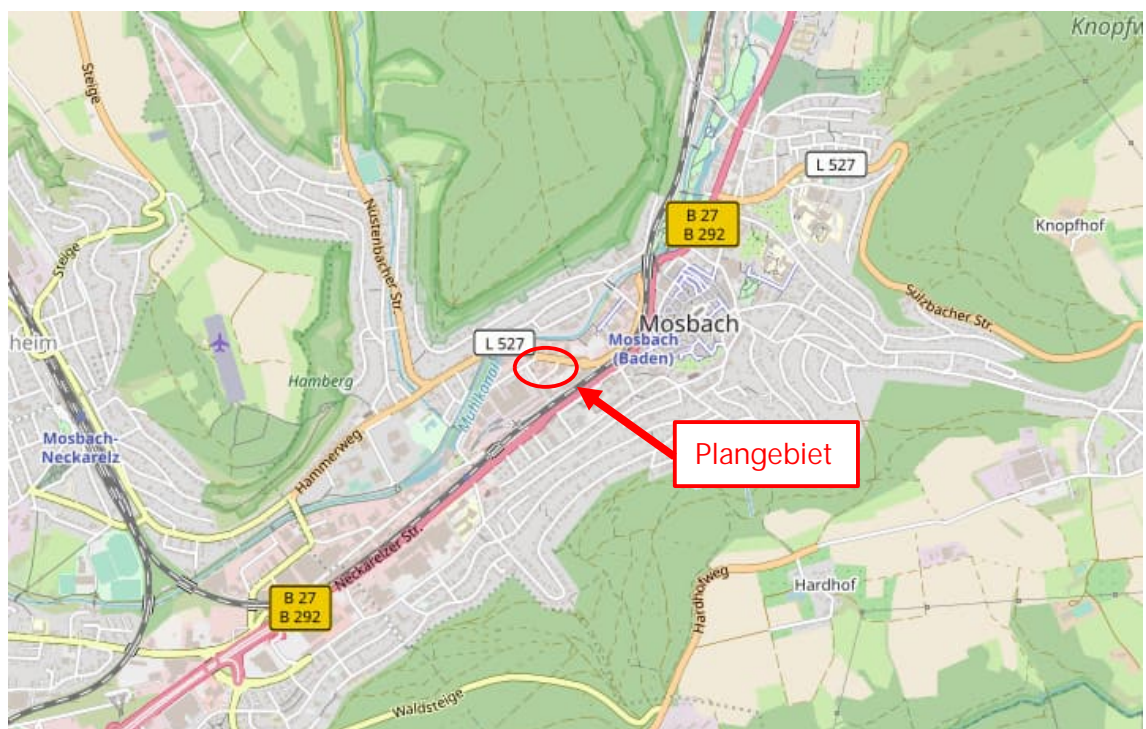 Knopfw
Steige
L 527
B 27
B 292
Nüstenbacher Str.
Knopfhof
Steige
Sulzbacher Str.
heim
L 527
Mosbach
Mosbach
(Baden)
Hamberg
Mühlkanal
Plangebiet
Mosbach-
Neckarelz
Hammerweg
Neckarelzer Str.
Hardhofweg
Hardhof
B 27
B 292
Waldsteige